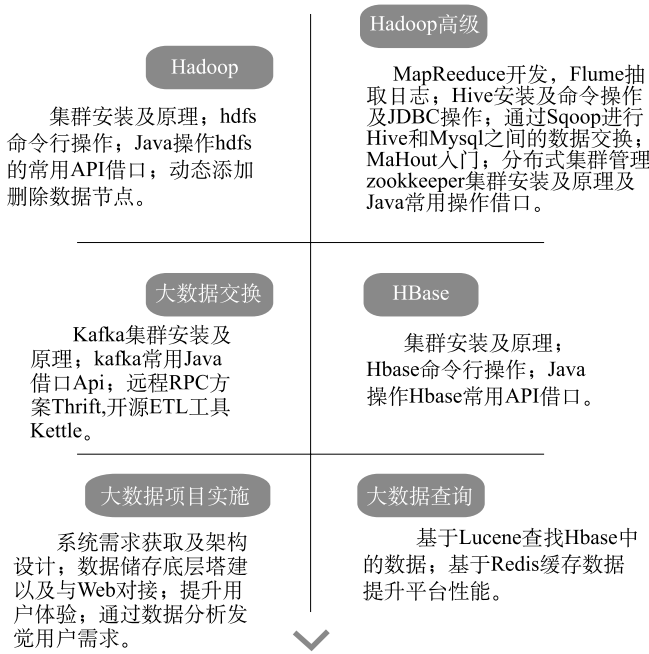 Hadoop
集群安装及原理；hdfs
命令行操作；Java操作hdfs
的常用API借口；动态添加
删除数据节点。
Hadoop高级
MapReeduce开发，Flume抽
取日志；Hive安装及命令操作
及JDBC操作；通过Sqoop进行
Hive和Mysql之间的数据交换；
MaHout入门；分布式集群管理
zookkeeper集群安装及原理及
Java常用操作借口。
大数据交换
Kafka集群安装及
原理；kafka常用Java
借口Api；远程RPC方
案Thrift,开源ETL工具
Kettle。
HBase
集群安装及原理；
Hbase命令行操作；Java
操作Hbase常用API借口。
大数据项目实施
系统需求获取及架构
设计；数据储存底层塔建
以及与Web对接；提升用
户体验；通过数据分析发
觉用户需求。
大数据查询
基于Lucene查找Hbase中
的数据；基于Redis缓存数据
提升平台性能。